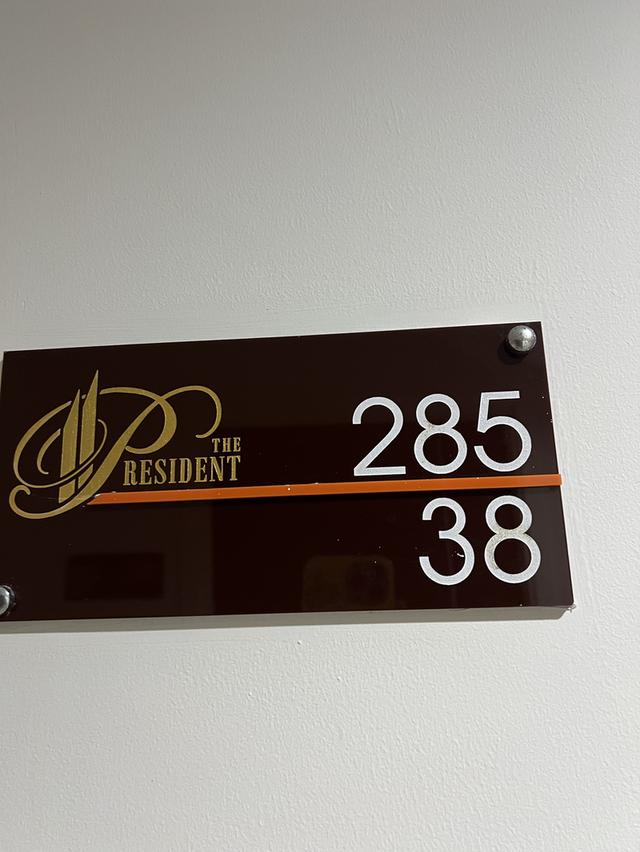 THE
PRESIDENT
285
38